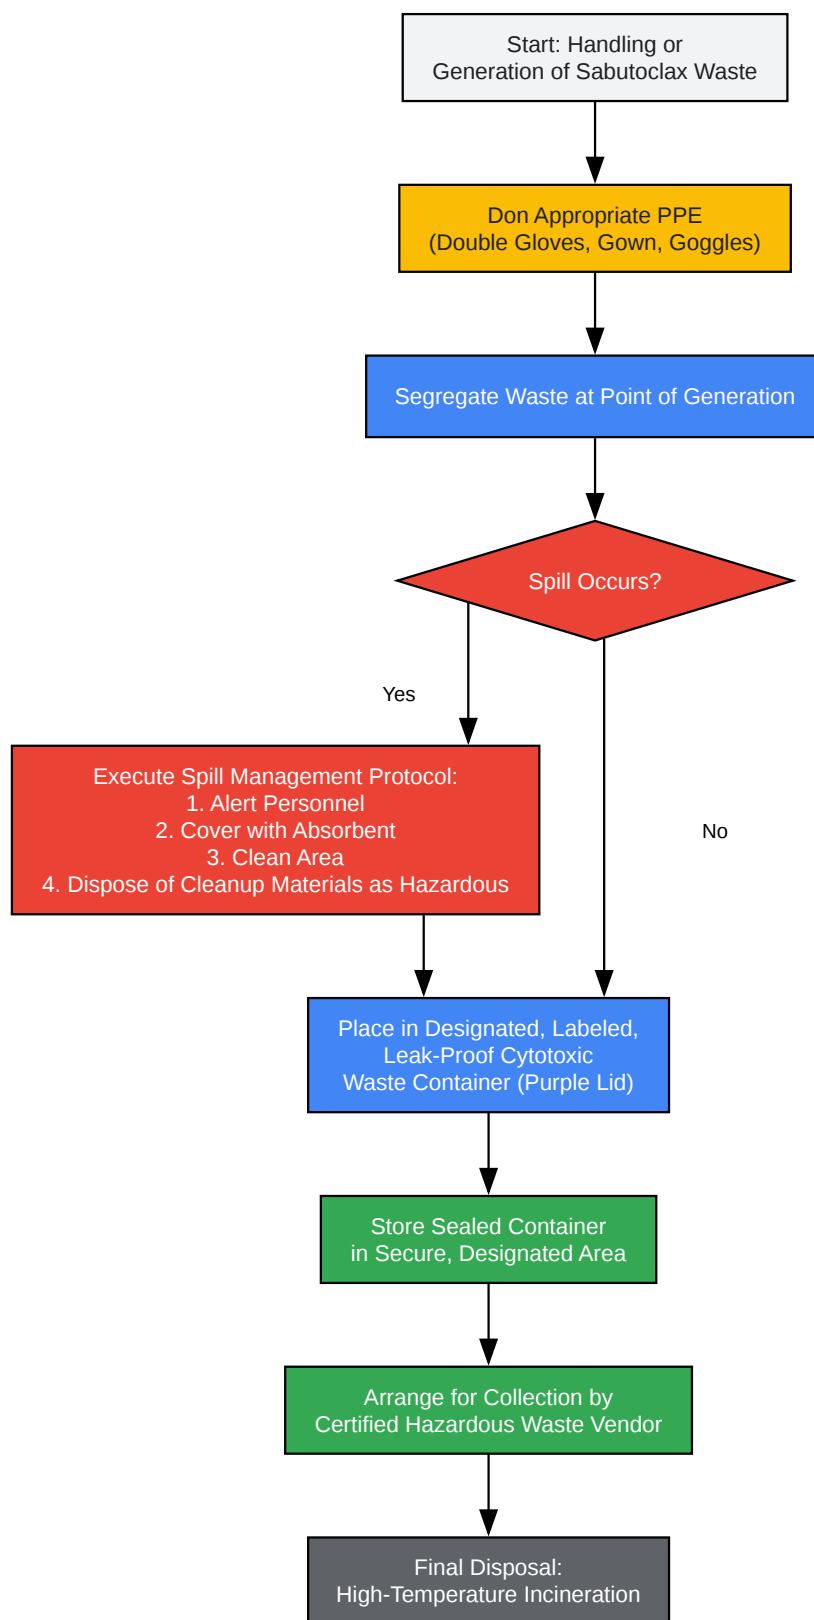 Start: Handling or
Generation of Sabutoclax Waste
Don Appropriate PPE
(Double Gloves, Gown, Goggles)
Segregate Waste at Point of Generation
Spill Occurs?
Yes
Execute Spill Management Protocol:
1. Alert Personnel
2. Cover with Absorbent
3. Clean Area
4. Dispose of Cleanup Materials as Hazardous
No
Place in Designated, Labeled,
Leak-Proof Cytotoxic
Waste Container (Purple Lid)
Store Sealed Container
in Secure, Designated Area
Arrange for Collection by
Certified Hazardous Waste Vendor
Final Disposal:
High-Temperature Incineration